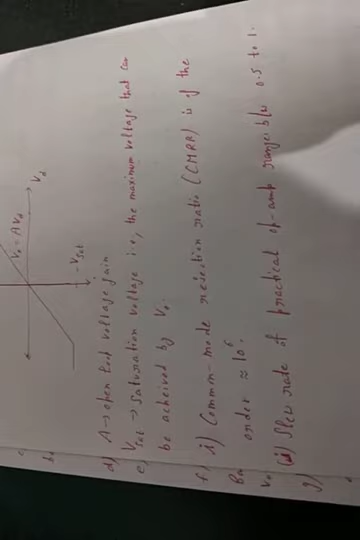 V₀ = AV_d
V_d
- V_sat
d) A → open loop voltage gain
e) V_sat → Saturation voltage i.e., the maximum voltage that can
be acheived by V₀.
f) i) Common-mode rejection ratio (CMRR) is of the
order ≈ 10⁶.
(ii) Slew rate of practical op-amp ranges b/w 0.5 to 1.
g)